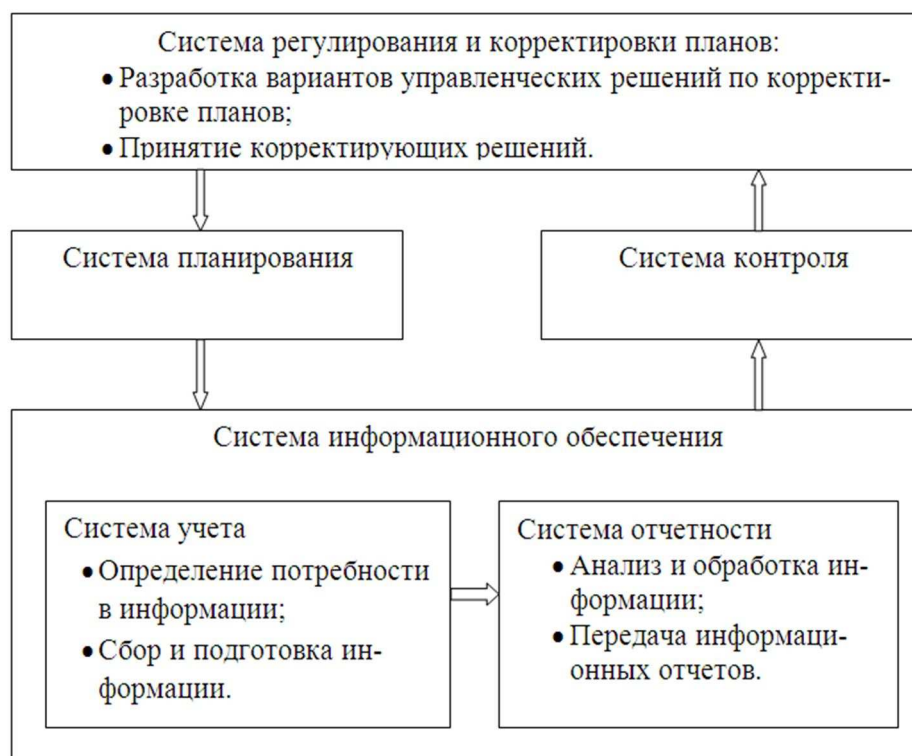 Система регулирования и корректировки планов:
• Разработка вариантов управленческих решений по корректи-
ровке планов;
• Принятие корректирующих решений.
Система планирования
Система контроля
Система информационного обеспечения
Система учета
• Определение потребности
в информации;
• Сбор и подготовка ин-
формации.
Система отчетности
• Анализ и обработка ин-
формации;
• Передача информаци-
онных отчетов.